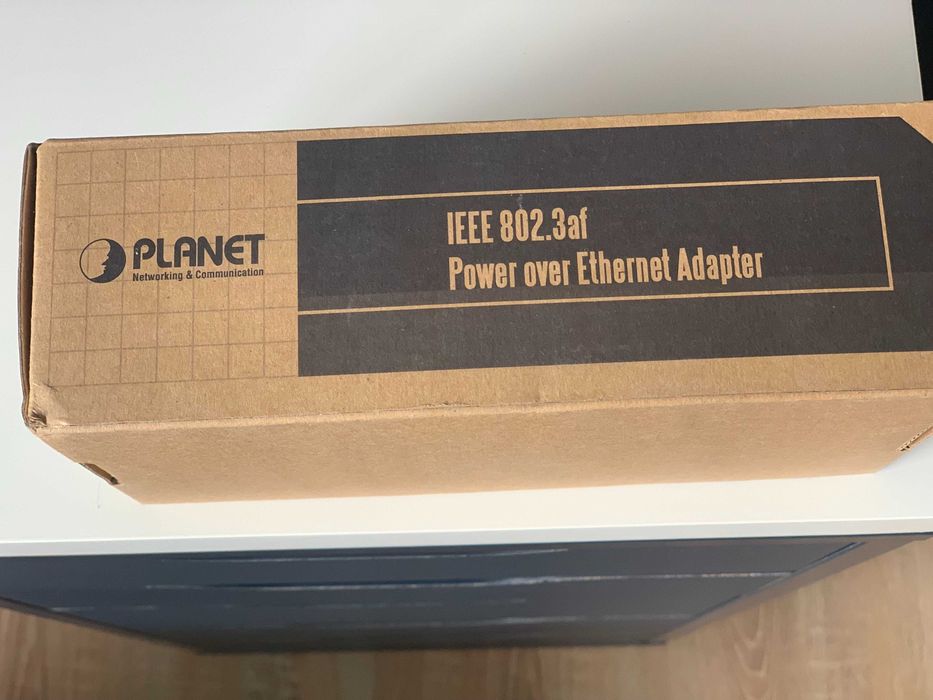 PLANET
Networking & Communication
IEEE 802.3af
Power over Ethernet Adapter